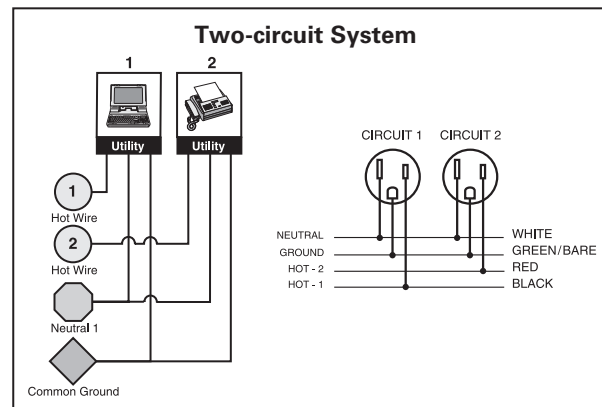 Two-circuit System
1
2
Utility
Utility
1
Hot Wire
2
Hot Wire
Neutral 1
Common Ground
CIRCUIT 1
CIRCUIT 2
NEUTRAL
WHITE
GROUND
GREEN/BARE
HOT - 2
RED
HOT - 1
BLACK